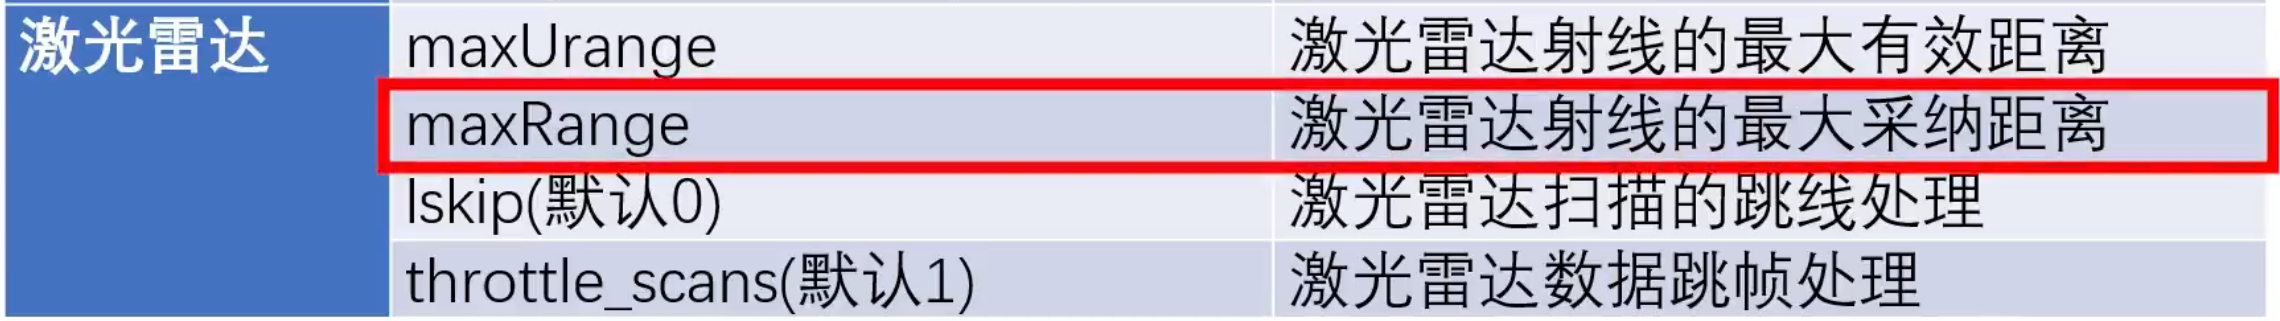 激光雷达 maxUrange 激光雷达射线的最大有效距离
maxRange 激光雷达射线的最大采纳距离
lskip(默认0) 激光雷达扫描的跳线处理
throttle_scans(默认1) 激光雷达数据跳帧处理